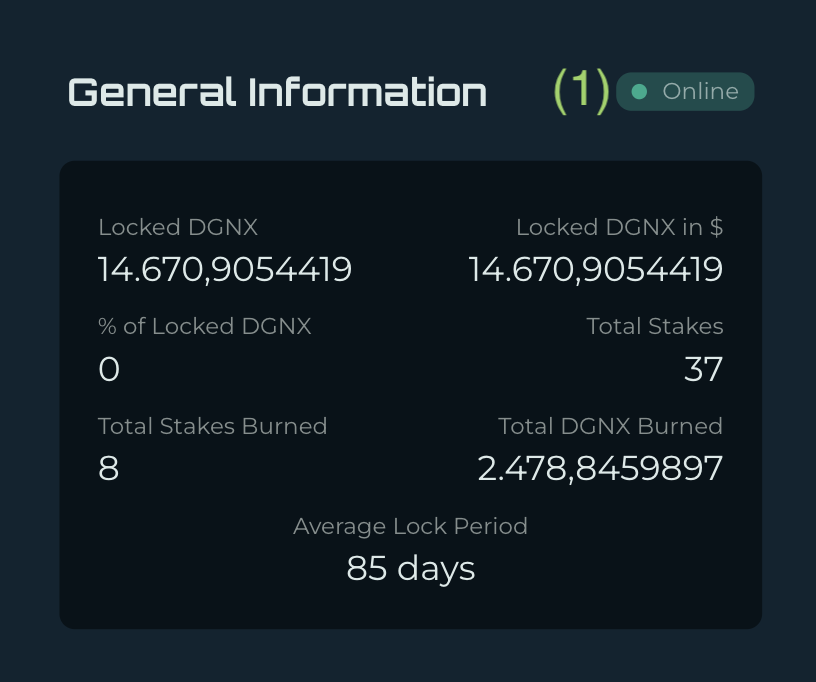 General Information (1) Online
Locked DGNX Locked DGNX in $
14.670,9054419 14.670,9054419
% of Locked DGNX Total Stakes
0 37
Total Stakes Burned Total DGNX Burned
8 2.478,8459897
Average Lock Period
85 days